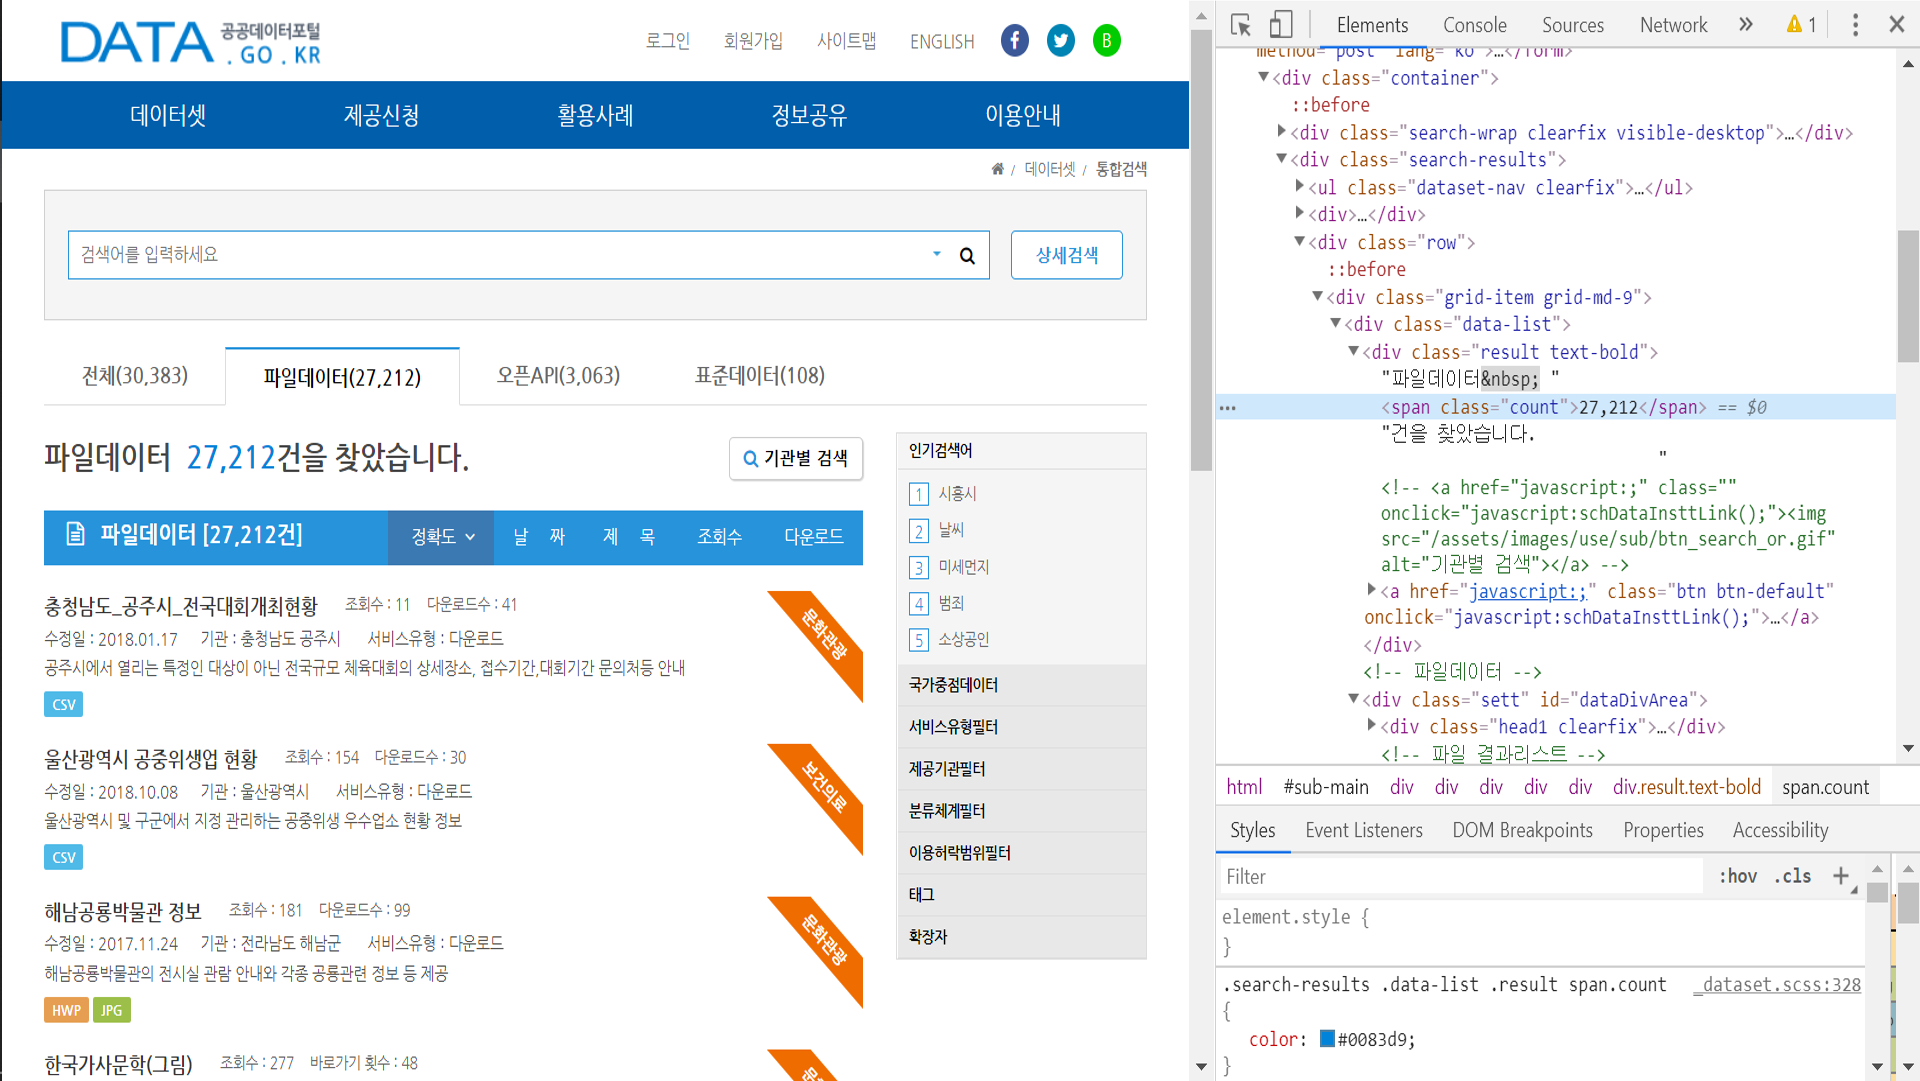 DATA 공공데이터포털
.GO.KR
로그인 회원가입 사이트맵 ENGLISH f B
데이터셋 제공신청 활용사례 정보공유 이용안내
/ 데이터셋 / 통합검색
검색어를 입력하세요
상세검색
전체(30,383) 파일데이터(27,212) 오픈API(3,063) 표준데이터(108)
파일데이터 27,212건을 찾았습니다.
기관별 검색
파일데이터 [27,212건] 정확도 날 짜 제 목 조회수 다운로드
충청남도_공주시_전국대회개최현황 조회수 : 11 다운로드수 : 41
문화관광
수정일 : 2018.01.17 기관 : 충청남도 공주시 서비스유형 : 다운로드
공주시에서 열리는 특정인 대상이 아닌 전국규모 체육대회의 상세장소, 접수기간,대회기간 문의처등 안내
CSV
울산광역시 공중위생업 현황 조회수 : 154 다운로드수 : 30
보건의료
수정일 : 2018.10.08 기관 : 울산광역시 서비스유형 : 다운로드
울산광역시 및 구군에서 지정 관리하는 공중위생 우수업소 현황 정보
CSV
해남공룡박물관 정보 조회수 : 181 다운로드수 : 99
문화관광
수정일 : 2017.11.24 기관 : 전라남도 해남군 서비스유형 : 다운로드
해남공룡박물관의 전시실 관람 안내와 각종 공룡관련 정보 등 제공
HWP JPG
한국가사문학(그림) 조회수 : 277 바로가기 횟수 : 48
인기검색어
1 시흥시
2 날씨
3 미세먼지
4 범죄
5 소상공인
국가중점데이터
서비스유형필터
제공기관필터
분류체계필터
이용허락범위필터
태그
확장자
Elements Console Sources Network » 1
method="post" lang="ko">…</form>
▼<div class="container">
::before
▶<div class="search-wrap clearfix visible-desktop">…</div>
▼<div class="search-results">
▶<ul class="dataset-nav clearfix">…</ul>
▶<div>…</div>
▼<div class="row">
::before
▼<div class="grid-item grid-md-9">
▼<div class="data-list">
▼<div class="result text-bold">
"파일데이터&nbsp; "
… <span class="count">27,212</span> == $0
"건을 찾았습니다.
"
<!-- <a href="javascript:;" class=""
onclick="javascript:schDataInsttLink();"><img
src="/assets/images/use/sub/btn_search_or.gif"
alt="기관별 검색"></a> -->
▶<a href="javascript:;" class="btn btn-default"
onclick="javascript:schDataInsttLink();">…</a>
</div>
<!-- 파일데이터 -->
▼<div class="sett" id="dataDivArea">
▶<div class="head1 clearfix">…</div>
<!-- 파일 결과리스트 -->
html #sub-main div div div div div div.result.text-bold span.count
Styles Event Listeners DOM Breakpoints Properties Accessibility
Filter :hov .cls +
element.style {
}
.search-results .data-list .result span.count _dataset.scss:328
{
color: #0083d9;
}